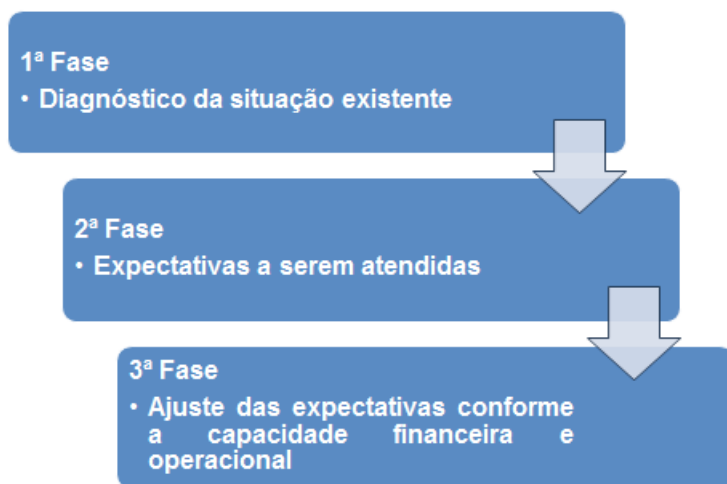 1ª Fase
• Diagnóstico da situação existente
2ª Fase
• Expectativas a serem atendidas
3ª Fase
• Ajuste das expectativas conforme
a capacidade financeira e
operacional